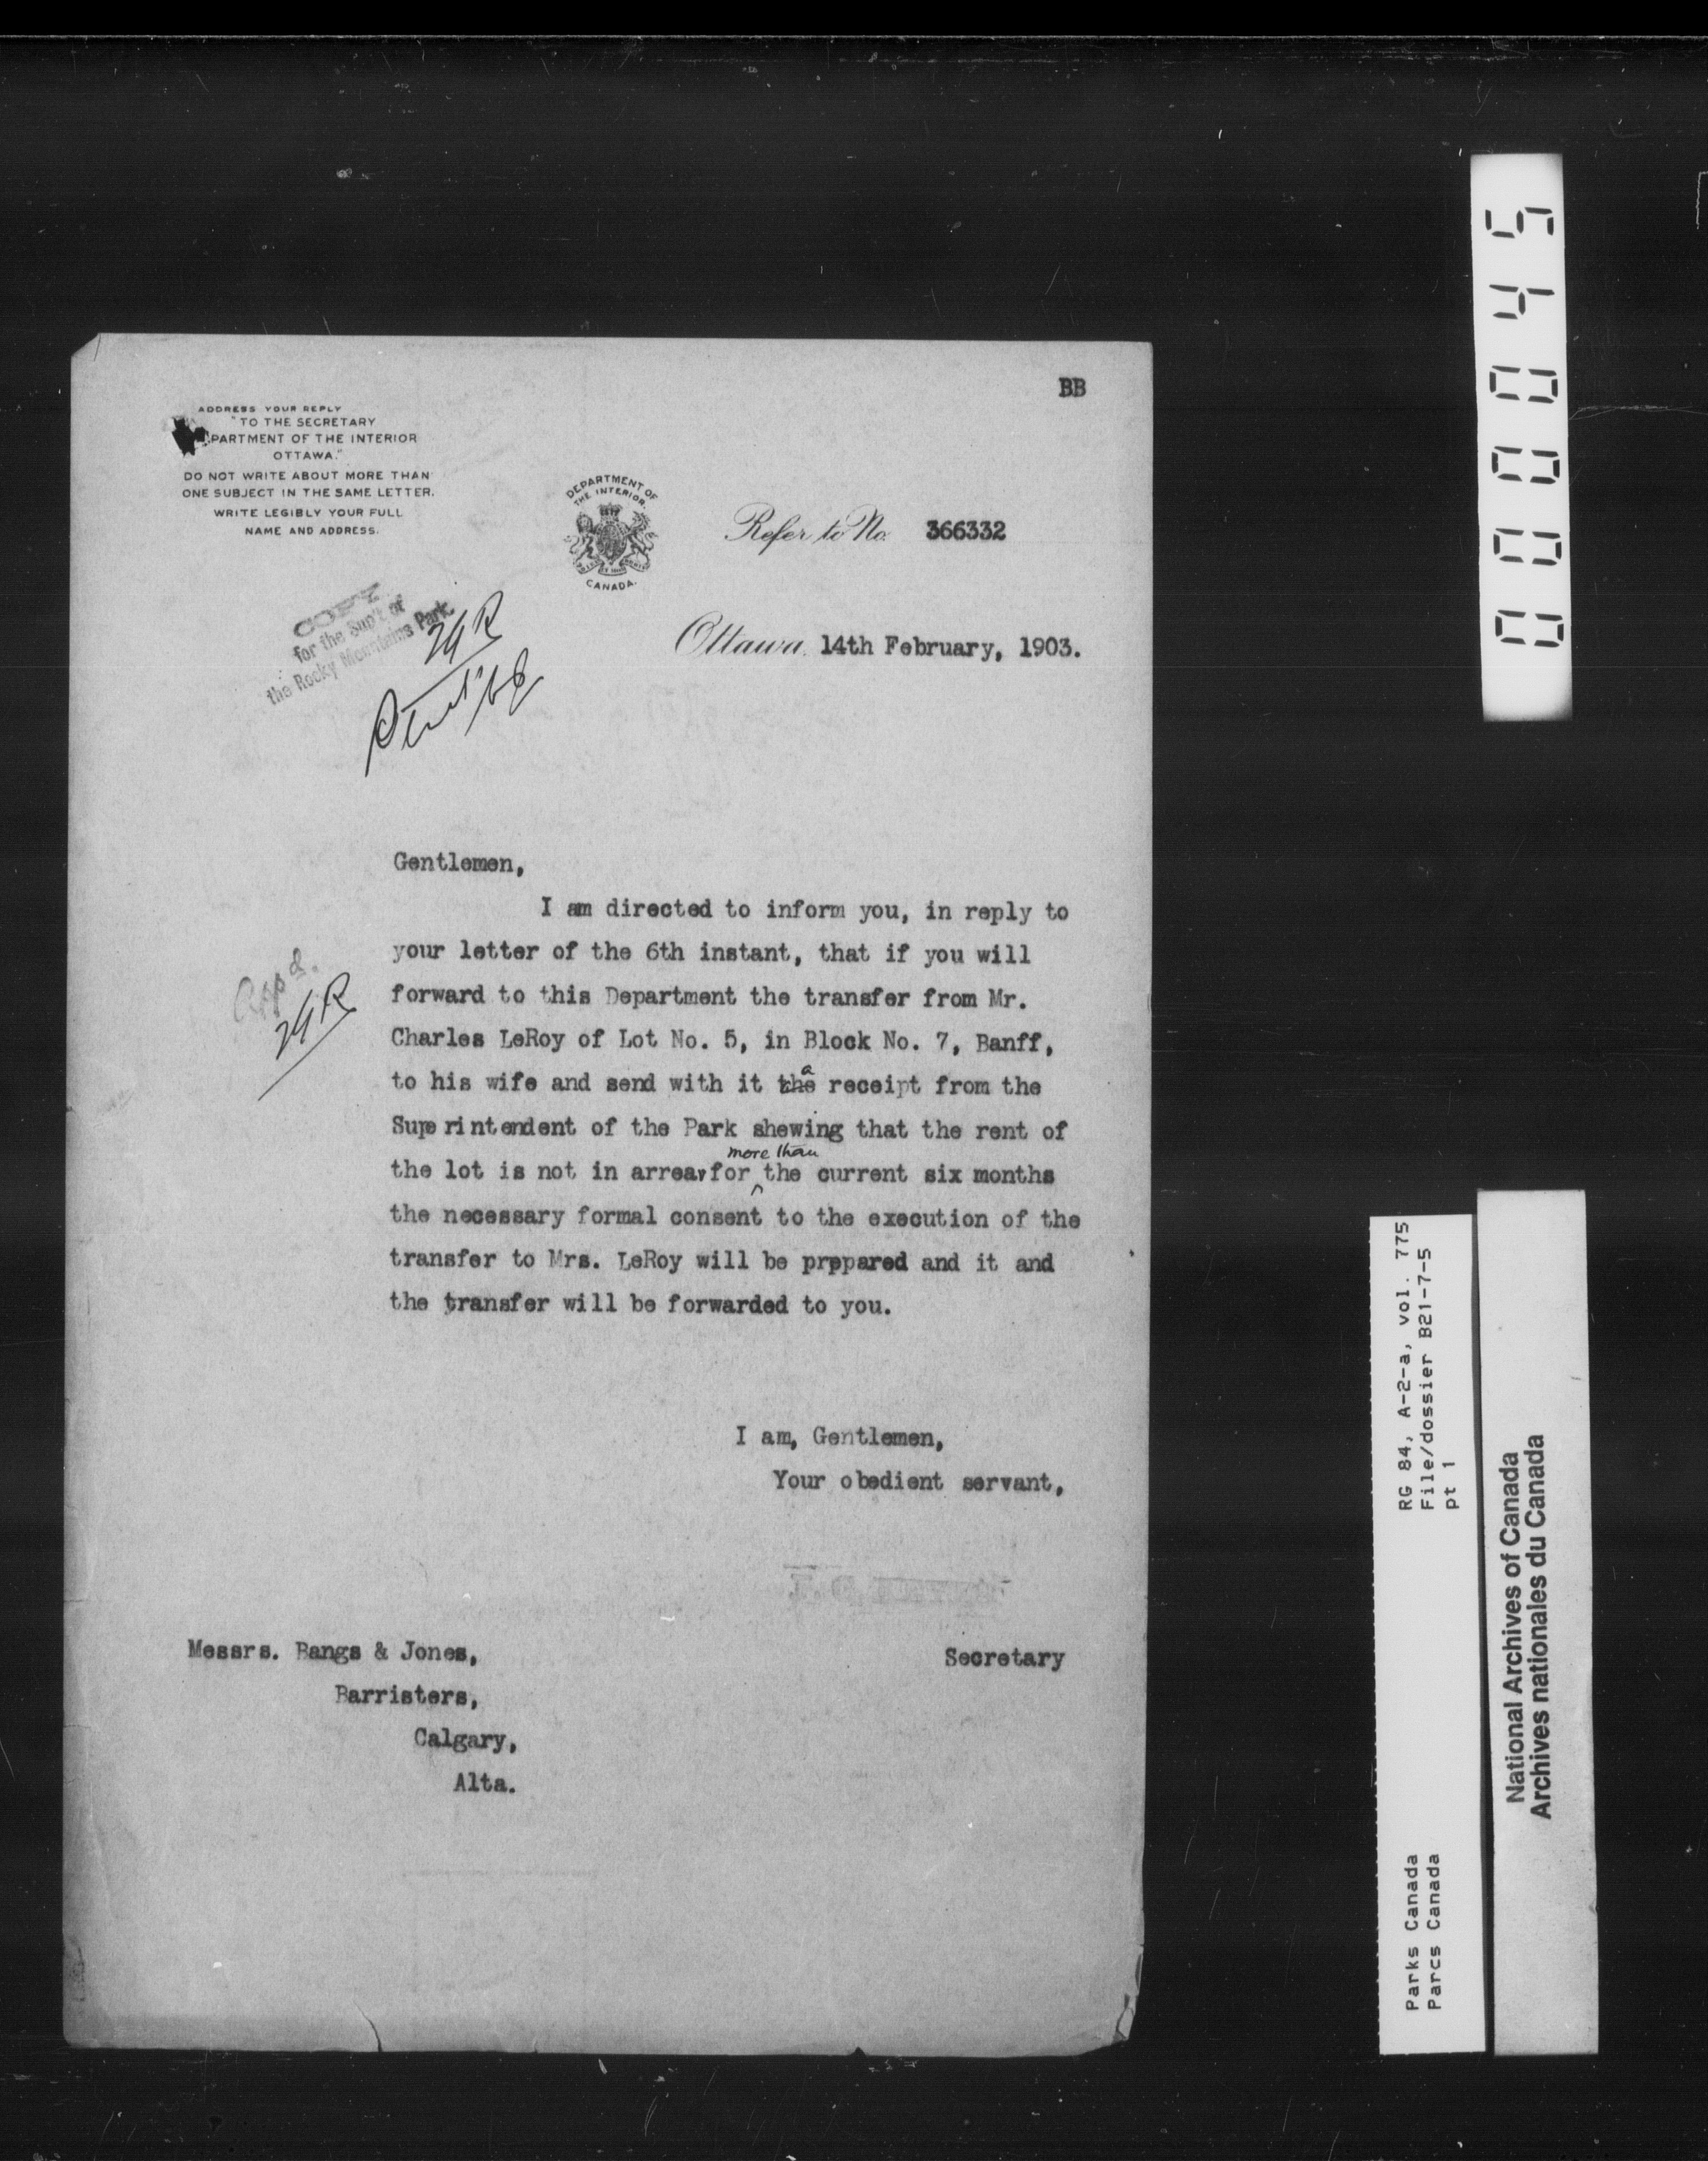 BB
ADDRESS YOUR REPLY
"TO THE SECRETARY
PARTMENT OF THE INTERIOR
OTTAWA."
DO NOT WRITE ABOUT MORE THAN
ONE SUBJECT IN THE SAME LETTER.
WRITE LEGIBLY YOUR FULL
NAME AND ADDRESS.
DEPARTMENT OF
THE INTERIOR
CANADA.
Refer to No. 366332
COPY
for the Sup't of
the Rocky Mountains Park.
Ottawa 14th February, 1903.
Gentlemen,
I am directed to inform you, in reply to
your letter of the 6th instant, that if you will
forward to this Department the transfer from Mr.
Charles LeRoy of Lot No. 5, in Block No. 7, Banff,
a
to his wife and send with it the receipt from the
Superintendent of the Park shewing that the rent of
more than
the lot is not in arrear for the current six months
the necessary formal consent to the execution of the
transfer to Mrs. LeRoy will be prepared and it and
the transfer will be forwarded to you.
I am, Gentlemen,
Your obedient servant,
Secretary
Messrs. Bangs & Jones,
Barristers,
Calgary,
Alta.
00045
RG 84, A-2-a, vol. 775
File/dossier B21-7-5
pt 1
Parks Canada
Parcs Canada
National Archives of Canada
Archives nationales du Canada